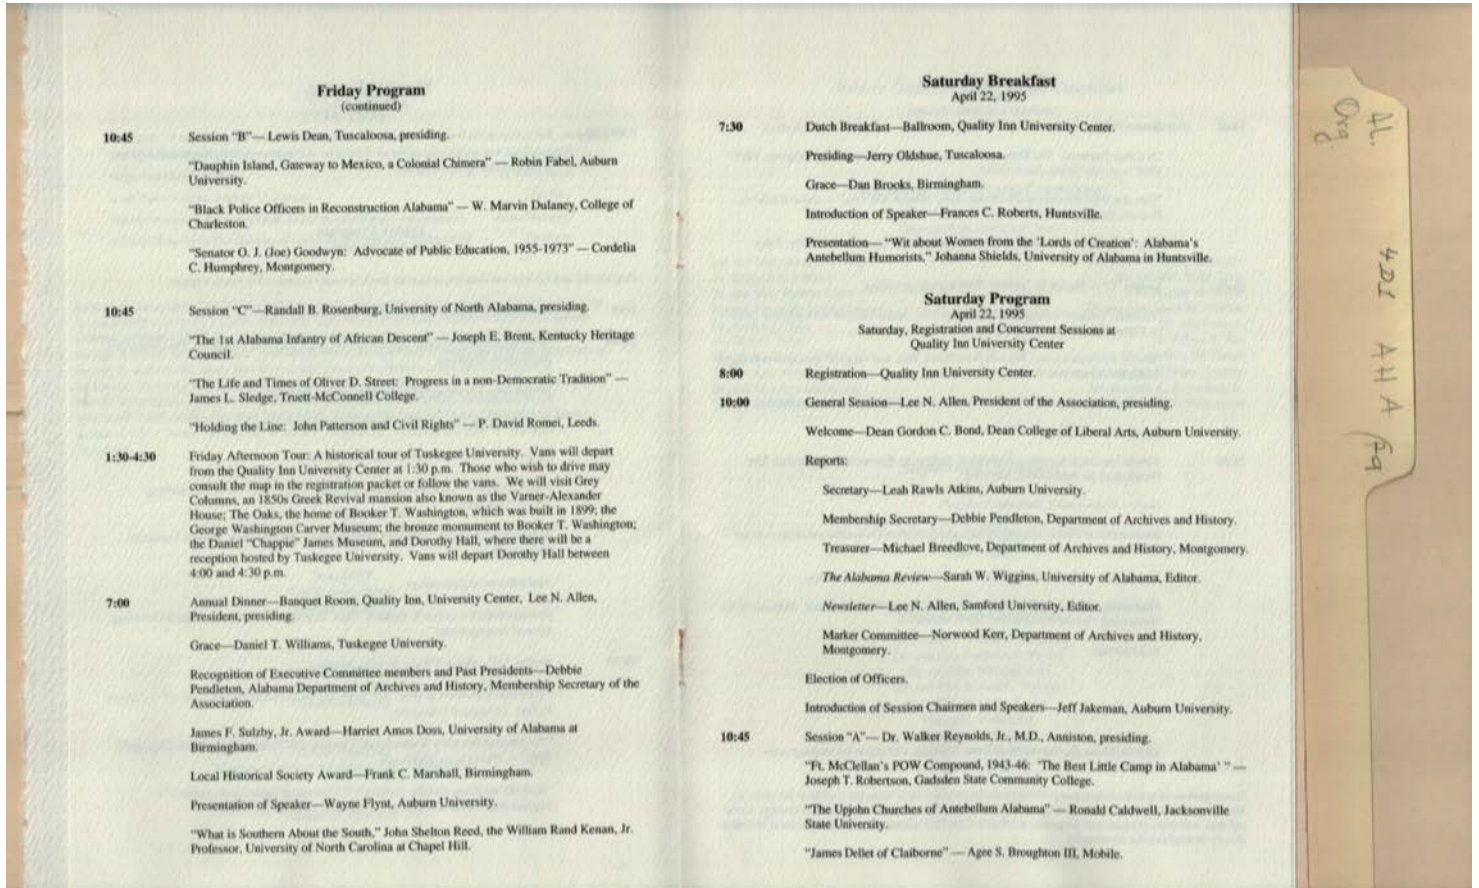 Friday Program
(continued)
10:45 Session "B"— Lewis Dean, Tuscaloosa, presiding.
"Dauphin Island, Gateway to Mexico, a Colonial Chimera" — Robin Fabel, Auburn
University.
"Black Police Officers in Reconstruction Alabama" — W. Marvin Dulaney, College of
Charleston.
"Senator O. J. (Joe) Goodwyn: Advocate of Public Education, 1955-1973" — Cordelia
C. Humphrey, Montgomery.
10:45 Session "C"—Randall B. Rosenburg, University of North Alabama, presiding.
"The 1st Alabama Infantry of African Descent" — Joseph E. Brent, Kentucky Heritage
Council.
"The Life and Times of Oliver D. Street: Progress in a non-Democratic Tradition" —
James L. Sledge, Truett-McConnell College.
"Holding the Line: John Patterson and Civil Rights" — P. David Romei, Leeds.
1:30-4:30 Friday Afternoon Tour: A historical tour of Tuskegee University. Vans will depart
from the Quality Inn University Center at 1:30 p.m. Those who wish to drive may
consult the map in the registration packet or follow the vans. We will visit Grey
Columns, an 1850s Greek Revival mansion also known as the Varner-Alexander
House; The Oaks, the home of Booker T. Washington, which was built in 1899; the
George Washington Carver Museum; the bronze monument to Booker T. Washington;
the Daniel "Chappie" James Museum, and Dorothy Hall, where there will be a
reception hosted by Tuskegee University. Vans will depart Dorothy Hall between
4:00 and 4:30 p.m.
7:00 Annual Dinner—Banquet Room, Quality Inn, University Center, Lee N. Allen,
President, presiding.
Grace—Daniel T. Williams, Tuskegee University.
Recognition of Executive Committee members and Past Presidents—Debbie
Pendleton, Alabama Department of Archives and History, Membership Secretary of the
Association.
James F. Sulzby, Jr. Award—Harriet Amos Doss, University of Alabama at
Birmingham.
Local Historical Society Award—Frank C. Marshall, Birmingham.
Presentation of Speaker—Wayne Flynt, Auburn University.
"What is Southern About the South," John Shelton Reed, the William Rand Kenan, Jr.
Professor, University of North Carolina at Chapel Hill.
Saturday Breakfast
April 22, 1995
7:30 Dutch Breakfast—Ballroom, Quality Inn University Center.
Presiding—Jerry Oldshue, Tuscaloosa.
Grace—Dan Brooks, Birmingham.
Introduction of Speaker—Frances C. Roberts, Huntsville.
Presentation— "Wit about Women from the 'Lords of Creation': Alabama's
Antebellum Humorists," Johanna Shields, University of Alabama in Huntsville.
Saturday Program
April 22, 1995
Saturday, Registration and Concurrent Sessions at
Quality Inn University Center
8:00 Registration—Quality Inn University Center.
10:00 General Session—Lee N. Allen, President of the Association, presiding.
Welcome—Dean Gordon C. Bond, Dean College of Liberal Arts, Auburn University.
Reports:
Secretary—Leah Rawls Atkins, Auburn University.
Membership Secretary—Debbie Pendleton, Department of Archives and History.
Treasurer—Michael Breedlove, Department of Archives and History, Montgomery.
The Alabama Review—Sarah W. Wiggins, University of Alabama, Editor.
Newsletter—Lee N. Allen, Samford University, Editor.
Marker Committee—Norwood Kerr, Department of Archives and History,
Montgomery.
Election of Officers.
Introduction of Session Chairmen and Speakers—Jeff Jakeman, Auburn University.
10:45 Session "A"— Dr. Walker Reynolds, Jr., M.D., Anniston, presiding.
"Ft. McClellan's POW Compound, 1943-46: 'The Best Little Camp in Alabama' " —
Joseph T. Robertson, Gadsden State Community College.
"The Upjohn Churches of Antebellum Alabama" — Ronald Caldwell, Jacksonville
State University.
"James Dellet of Claiborne" — Agee S. Broughton III, Mobile.
Al.
Org.
4DI AHA